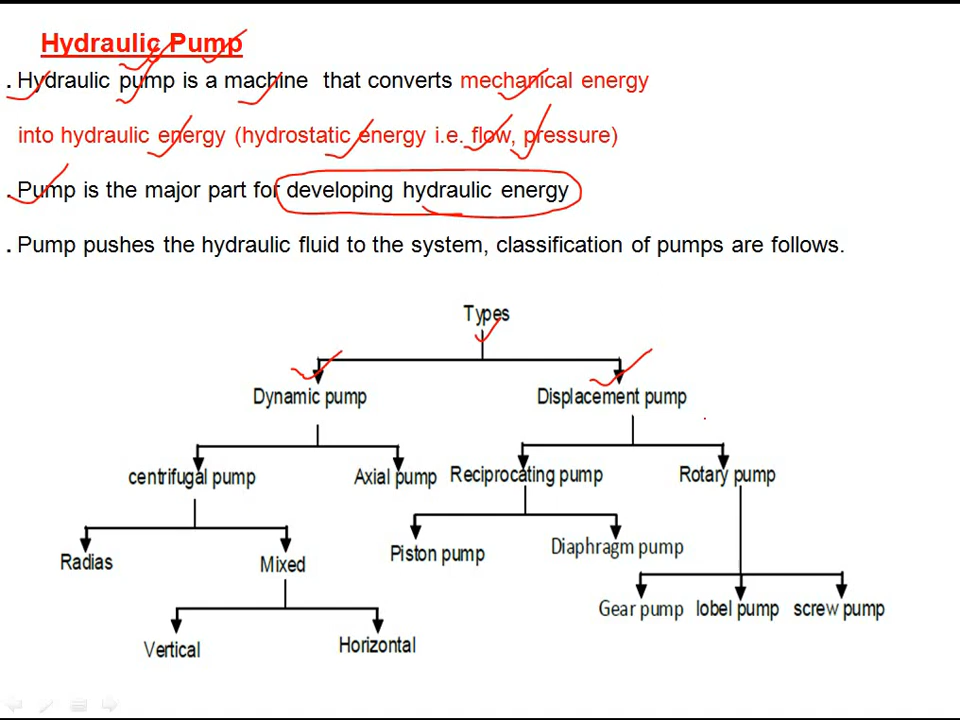 Hydraulic Pump
. Hydraulic pump is a machine that converts mechanical energy
into hydraulic energy (hydrostatic energy i.e. flow, pressure)
. Pump is the major part for developing hydraulic energy
. Pump pushes the hydraulic fluid to the system, classification of pumps are follows.
Types
Dynamic pump Displacement pump
centrifugal pump Axial pump Reciprocating pump Rotary pump
Radias Mixed Piston pump Diaphragm pump
Gear pump lobel pump screw pump
Vertical Horizontal